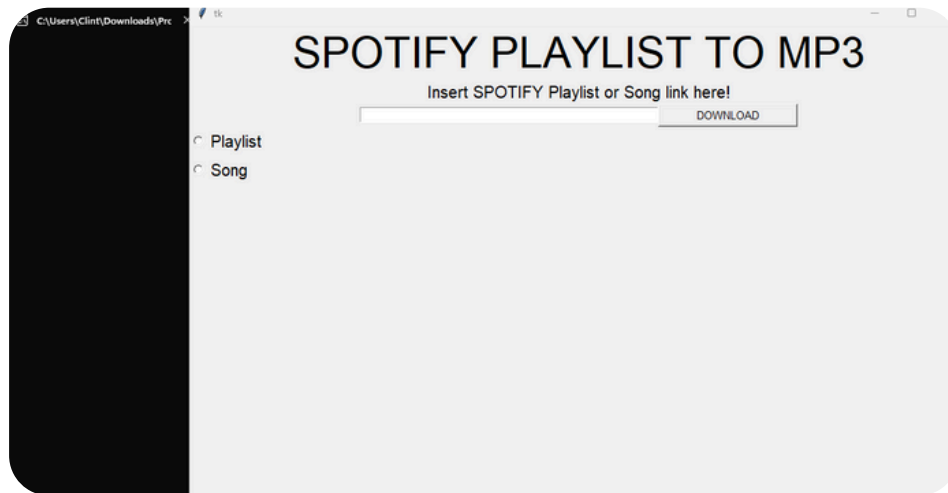 C:\Users\Clint\Downloads\Prc
tk
SPOTIFY PLAYLIST TO MP3
Insert SPOTIFY Playlist or Song link here!
DOWNLOAD
Playlist
Song